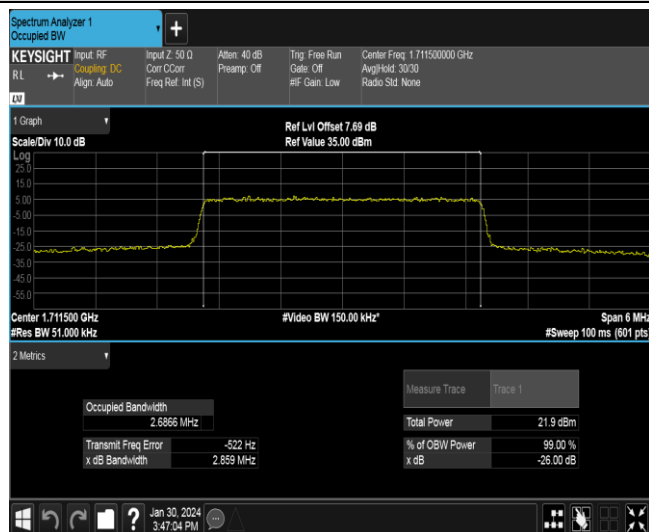 Spectrum Analyzer 1
Occupied BW
KEYSIGHT Input: RF Input Z: 50 Ω Atten: 40 dB Trig: Free Run Center Freq: 1.711500000 GHz
RL Coupling: DC Corr CCorr Preamp: Off Gate: Off Avg|Hold: 30/30
Align: Auto Freq Ref: Int (S) #IF Gain: Low Radio Std: None
1 Graph
Ref Lvl Offset 7.69 dB
Scale/Div 10.0 dB Ref Value 35.00 dBm
Log
25.0
15.0
5.00
-5.00
-15.0
-25.0
-35.0
-45.0
-55.0
Center 1.711500 GHz #Video BW 150.00 kHz* Span 6 MHz
#Res BW 51.000 kHz #Sweep 100 ms (601 pts)
2 Metrics
Measure Trace Trace 1
Occupied Bandwidth
2.6866 MHz Total Power 21.9 dBm
Transmit Freq Error -522 Hz % of OBW Power 99.00 %
x dB Bandwidth 2.859 MHz x dB -26.00 dB
? Jan 30, 2024
3:47:04 PM